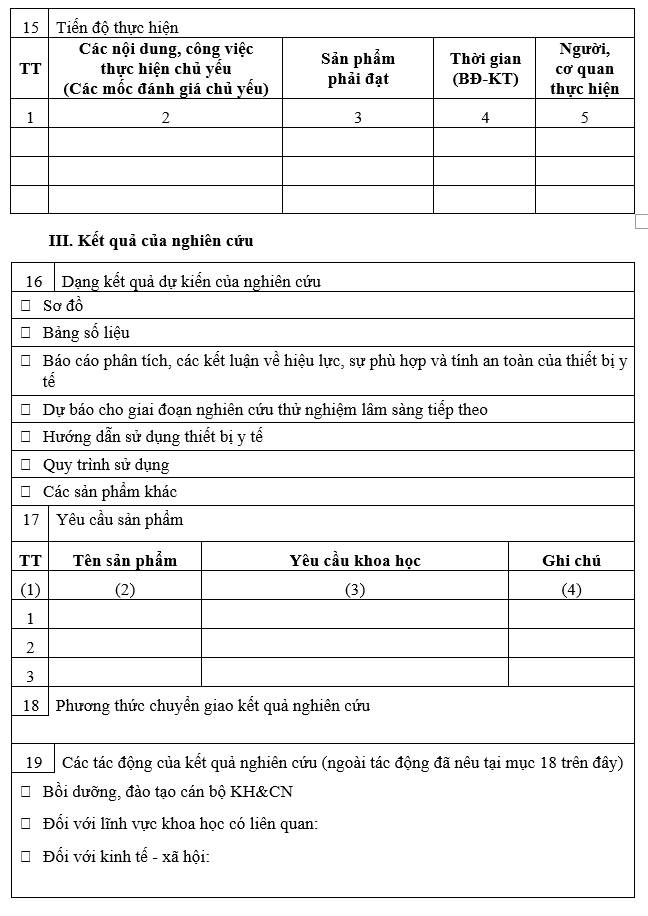 15 Tiến độ thực hiện
TT Các nội dung, công việc thực hiện chủ yếu (Các mốc đánh giá chủ yếu) Sản phẩm phải đạt Thời gian (BĐ-KT) Người, cơ quan thực hiện
1 2 3 4 5
III. Kết quả của nghiên cứu
16 Dạng kết quả dự kiến của nghiên cứu
☐ Sơ đồ
☐ Bảng số liệu
☐ Báo cáo phân tích, các kết luận về hiệu lực, sự phù hợp và tính an toàn của thiết bị y
tế
☐ Dự báo cho giai đoạn nghiên cứu thử nghiệm lâm sàng tiếp theo
☐ Hướng dẫn sử dụng thiết bị y tế
☐ Quy trình sử dụng
☐ Các sản phẩm khác
17 Yêu cầu sản phẩm
TT Tên sản phẩm Yêu cầu khoa học Ghi chú
(1) (2) (3) (4)
1
2
3
18 Phương thức chuyển giao kết quả nghiên cứu
19 Các tác động của kết quả nghiên cứu (ngoài tác động đã nêu tại mục 18 trên đây)
☐ Bồi dưỡng, đào tạo cán bộ KH&CN
☐ Đối với lĩnh vực khoa học có liên quan:
☐ Đối với kinh tế - xã hội: